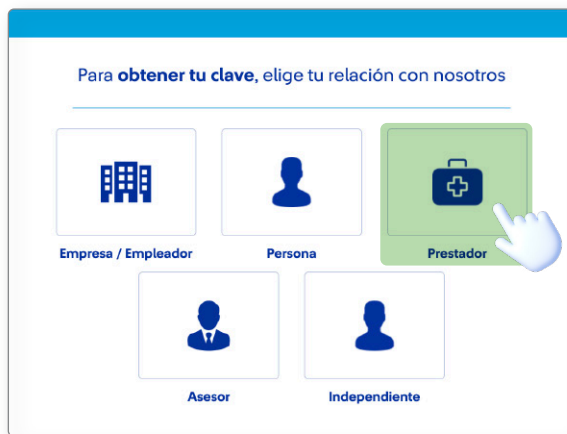 Para obtener tu clave, elige tu relación con nosotros
Empresa / Empleador
Persona
Prestador
Asesor
Independiente